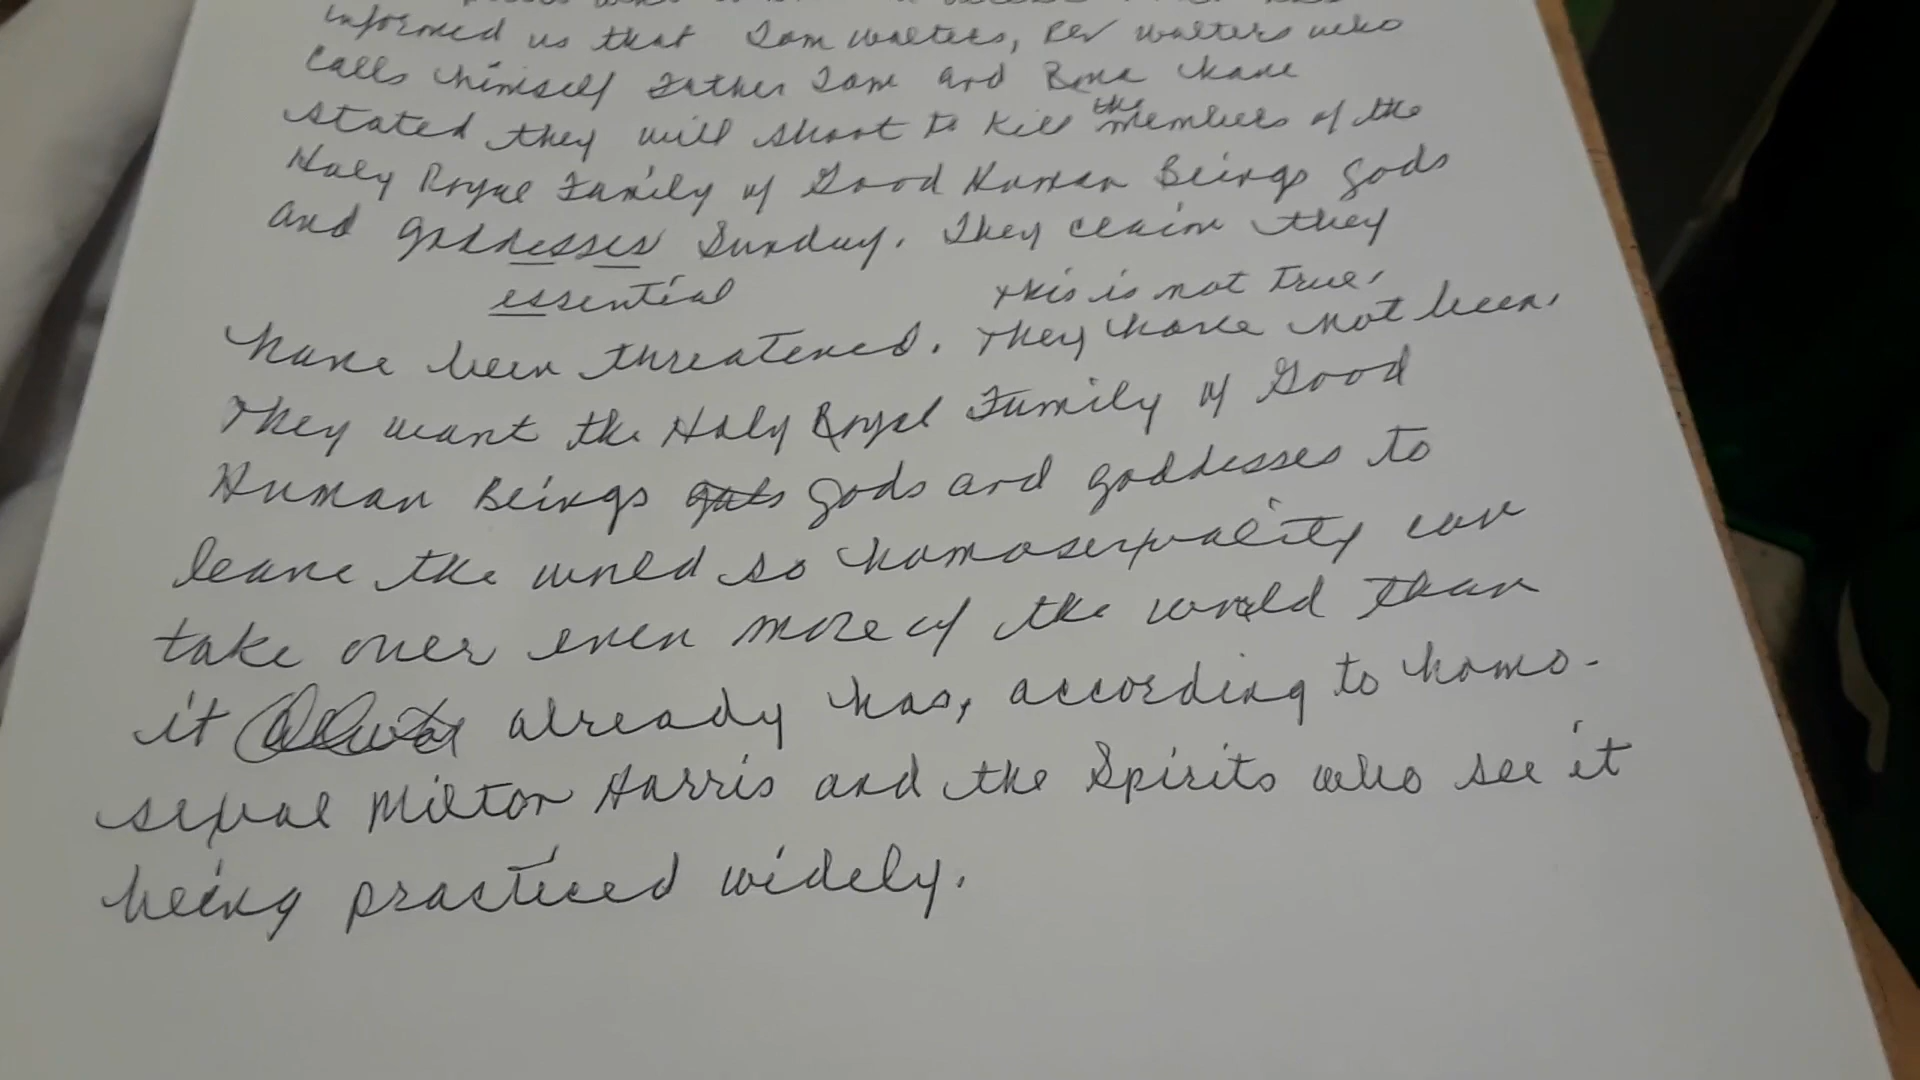 informed us that Tom Walters, Rev Walters who
calls himself Father Tom and have
stated they will shoot to kill the members of the
Holy Royal Family of Good Human Beings gods
and goddesses Sunday. They claim they
essential This is not true,
have been threatened. They have not been.
They want the Holy Royal Family of Good
Human Beings gods and goddesses to
leave the world so homosexuality can
take over even more of the world than
it already has, according to homo-
sexual Milton Harris and the Spirits who see it
being practiced widely.